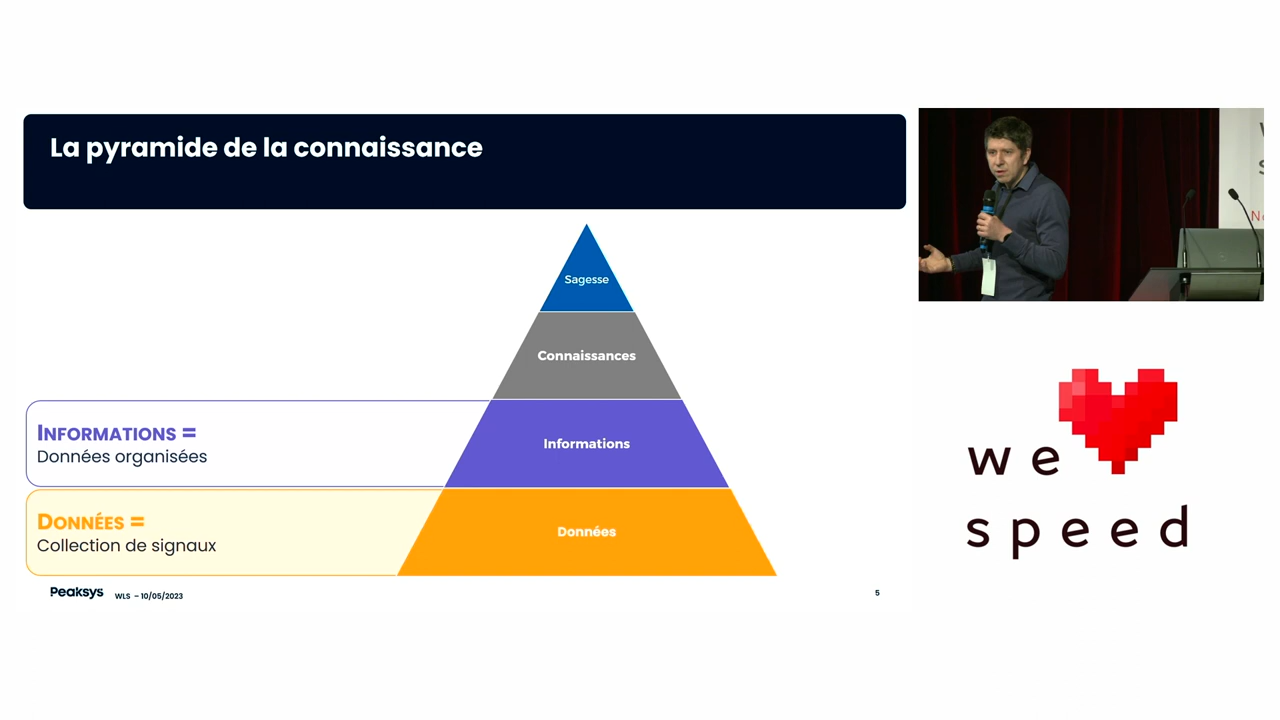 La pyramide de la connaissance
Sagesse
Connaissances
INFORMATIONS =
Données organisées
Informations
DONNÉES =
Collection de signaux
Données
Peaksys
WLS – 10/05/2023
5
we
speed